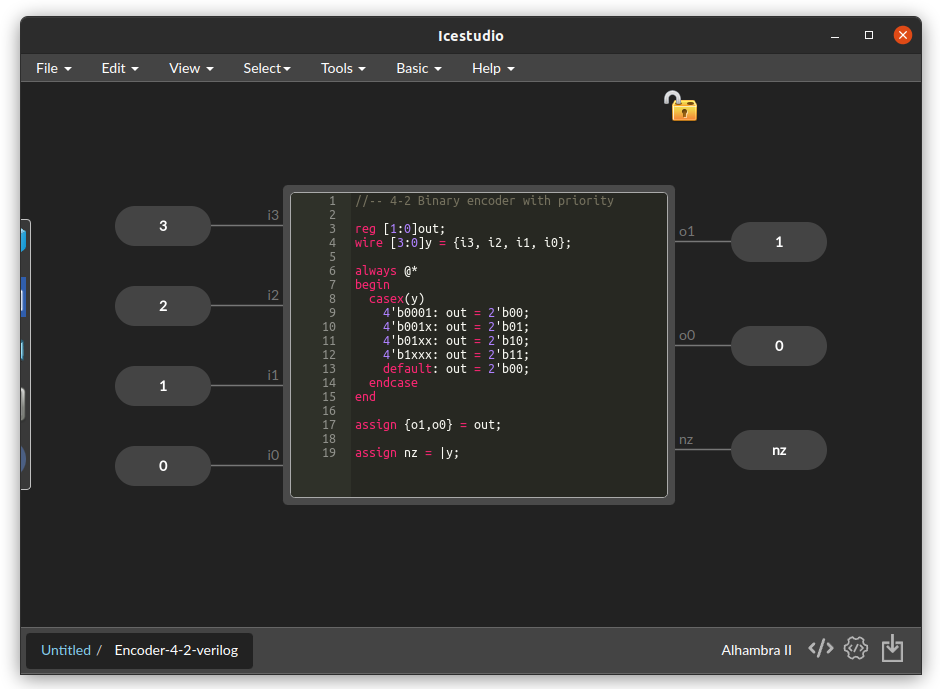 Icestudio
File Edit View Select Tools Basic Help
3 i3
2 i2
1 i1
0 i0
1 //-- 4-2 Binary encoder with priority
2
3 reg [1:0]out;
4 wire [3:0]y = {i3, i2, i1, i0};
5
6 always @*
7 begin
8 casex(y)
9 4'b0001: out = 2'b00;
10 4'b001x: out = 2'b01;
11 4'b01xx: out = 2'b10;
12 4'b1xxx: out = 2'b11;
13 default: out = 2'b00;
14 endcase
15 end
16
17 assign {o1,o0} = out;
18
19 assign nz = |y;
o1 1
o0 0
nz nz
Untitled / Encoder-4-2-verilog
Alhambra II </>